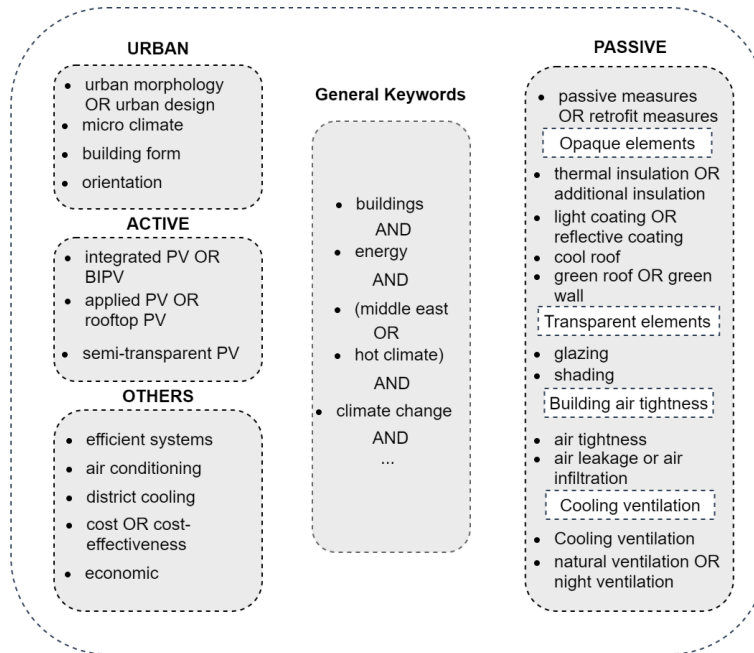 URBAN
urban morphology
OR urban design
micro climate
building form
orientation
ACTIVE
integrated PV OR
BIPV
applied PV OR
rooftop PV
semi-transparent PV
OTHERS
efficient systems
air conditioning
district cooling
cost OR cost-
effectiveness
economic
General Keywords
buildings
AND
energy
AND
(middle east
OR
hot climate)
AND
climate change
AND
...
PASSIVE
passive measures
OR retrofit measures
Opaque elements
thermal insulation OR
additional insulation
light coating OR
reflective coating
cool roof
green roof OR green
wall
Transparent elements
glazing
shading
Building air tightness
air tightness
air leakage or air
infiltration
Cooling ventilation
Cooling ventilation
natural ventilation OR
night ventilation